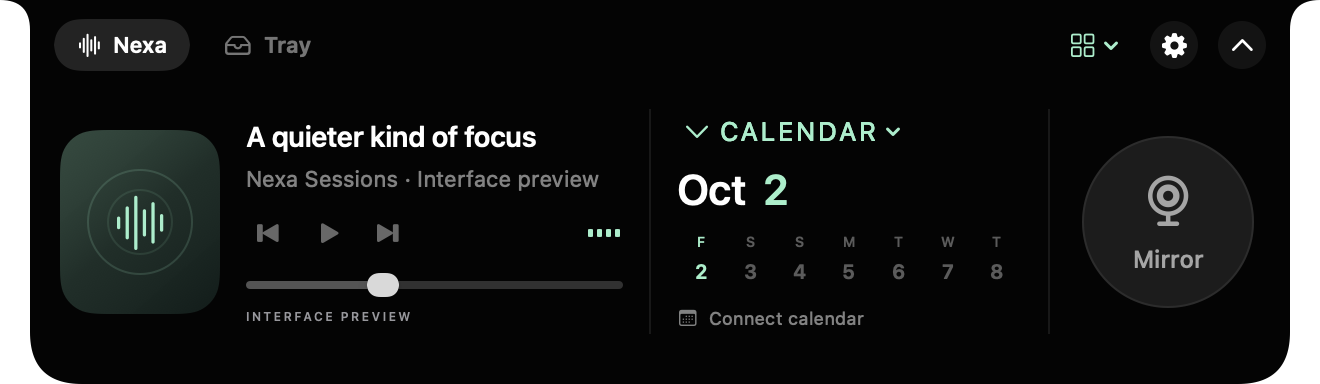 Nexa
Tray
A quieter kind of focus
Nexa Sessions · Interface preview
INTERFACE PREVIEW
CALENDAR
Oct 2
F S S M T W T
2 3 4 5 6 7 8
Connect calendar
Mirror